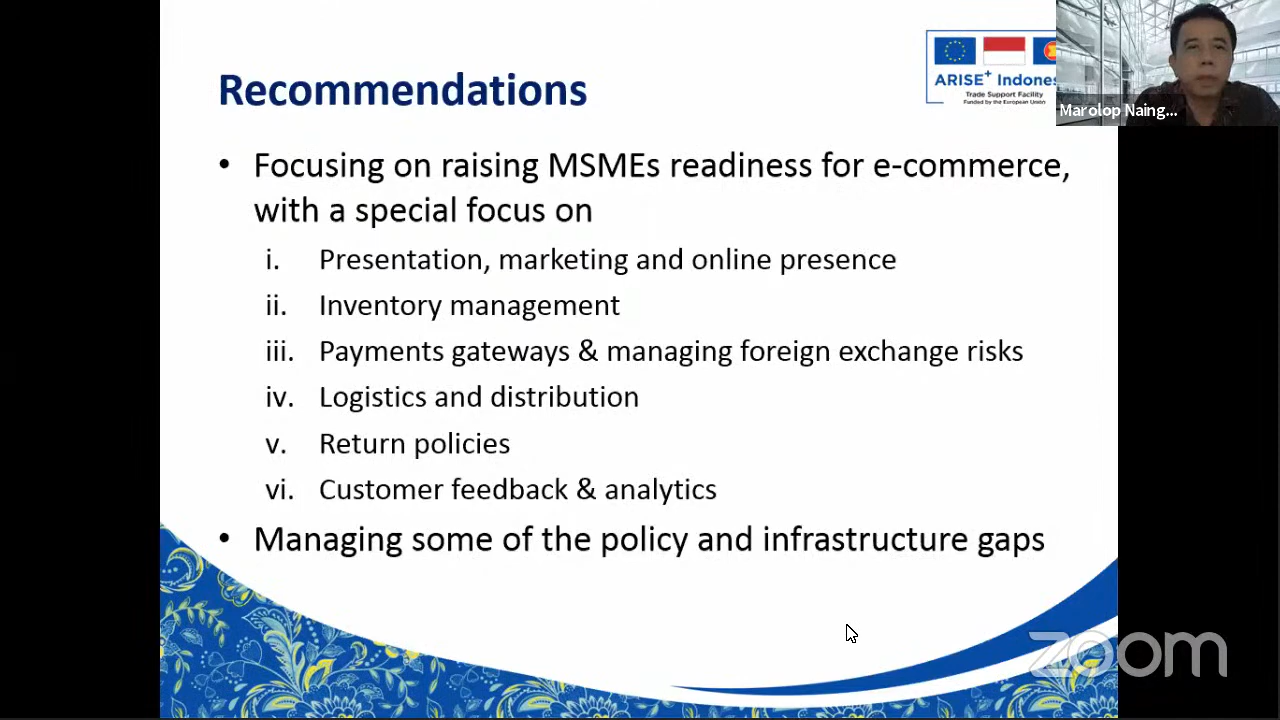 Recommendations
ARISE+ Indones
Trade Support Facility
Funded by the European Union
Marolop Naing...
• Focusing on raising MSMEs readiness for e-commerce,
with a special focus on
i. Presentation, marketing and online presence
ii. Inventory management
iii. Payments gateways & managing foreign exchange risks
iv. Logistics and distribution
v. Return policies
vi. Customer feedback & analytics
• Managing some of the policy and infrastructure gaps
zoom